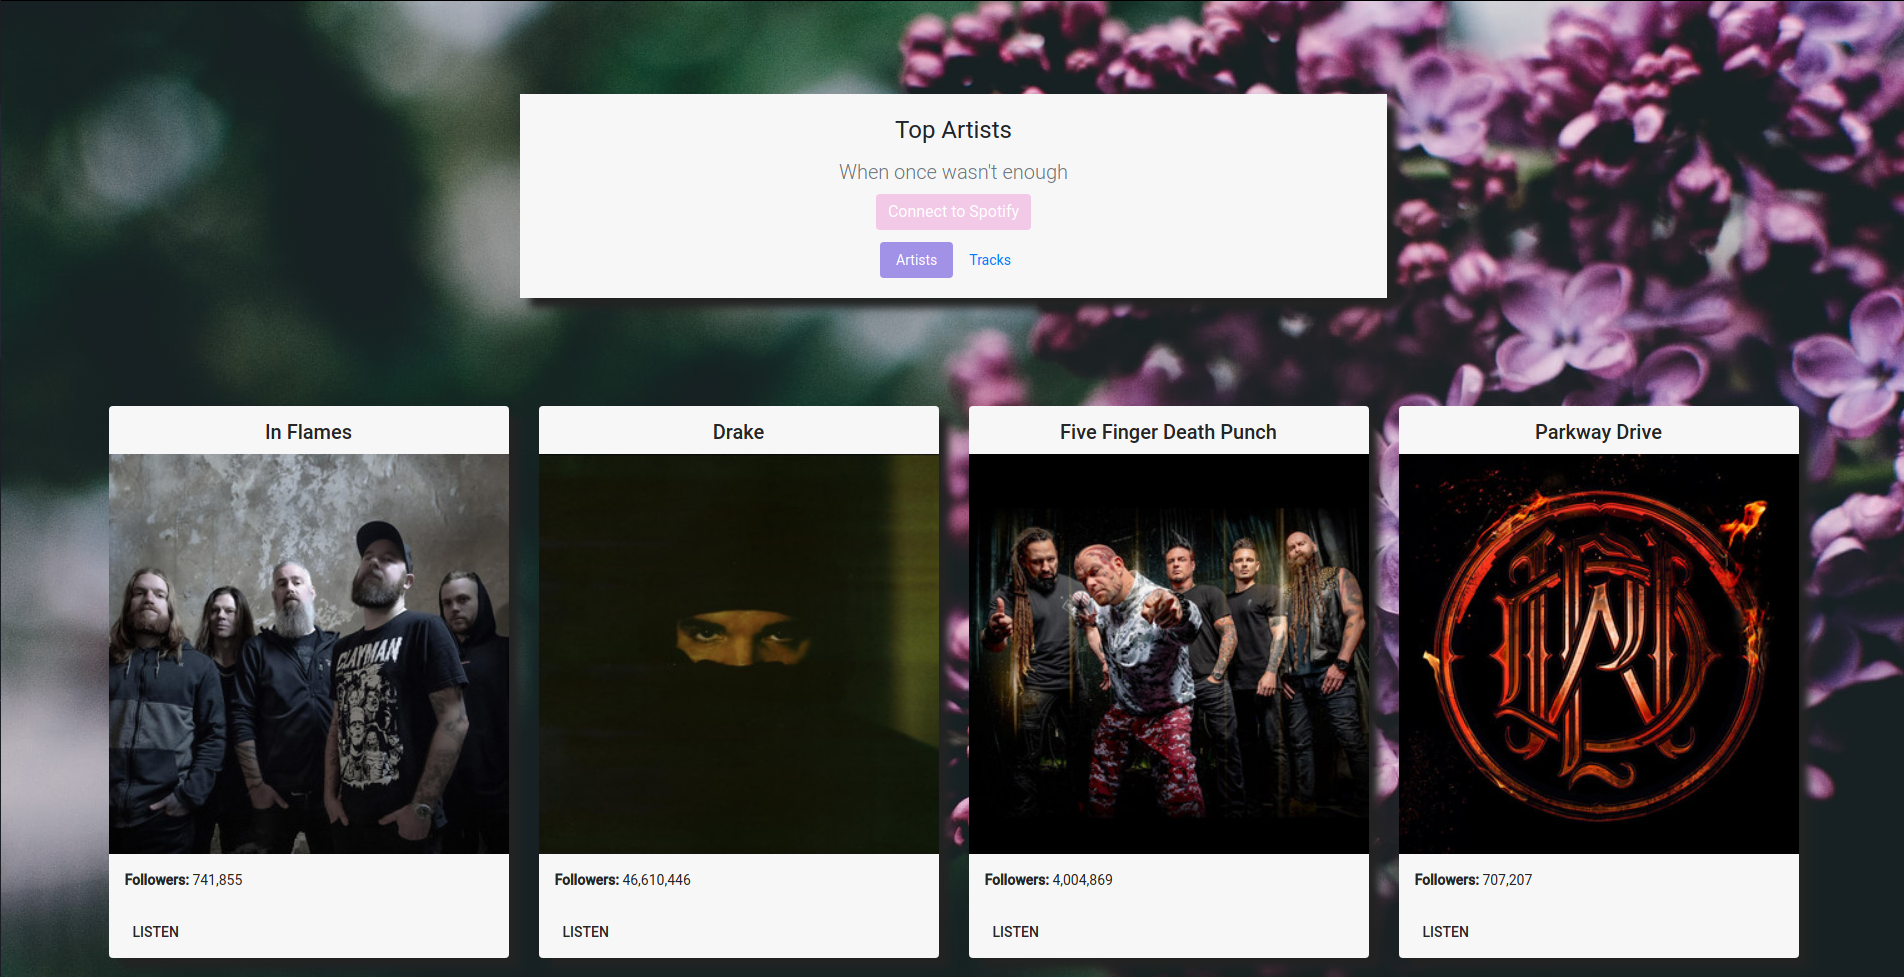 Top Artists
When once wasn't enough
Connect to Spotify
Artists Tracks
In Flames
Drake
Five Finger Death Punch
Parkway Drive
CLAYMAN
Followers: 741,855
Followers: 46,610,446
Followers: 4,004,869
Followers: 707,207
LISTEN
LISTEN
LISTEN
LISTEN